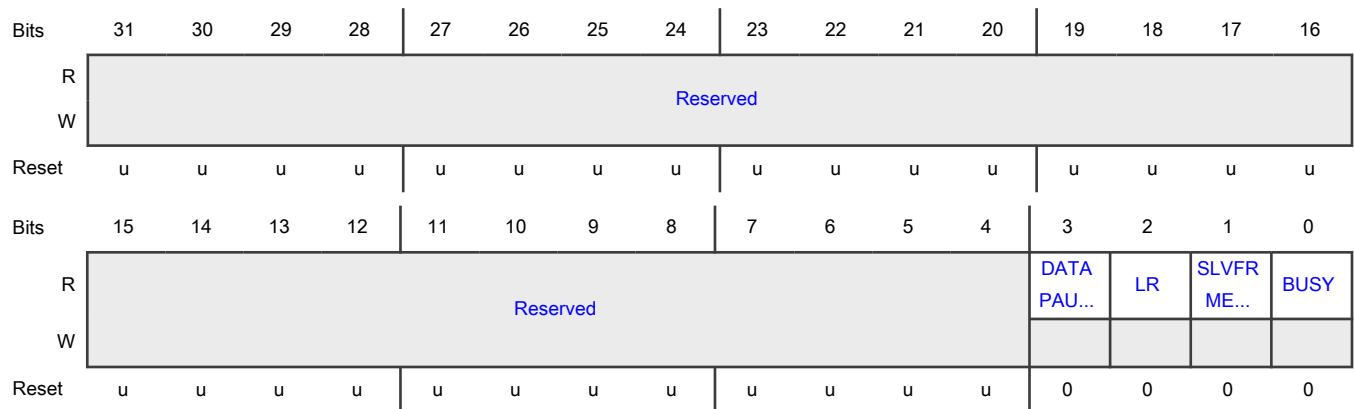 Bits 31 30 29 28 27 26 25 24 23 22 21 20 19 18 17 16
R
Reserved
W
Reset u u u u u u u u u u u u u u u u
Bits 15 14 13 12 11 10 9 8 7 6 5 4 3 2 1 0
R Reserved DATA PAU... LR SLVFR ME... BUSY
W
Reset u u u u u u u u u u u u 0 0 0 0